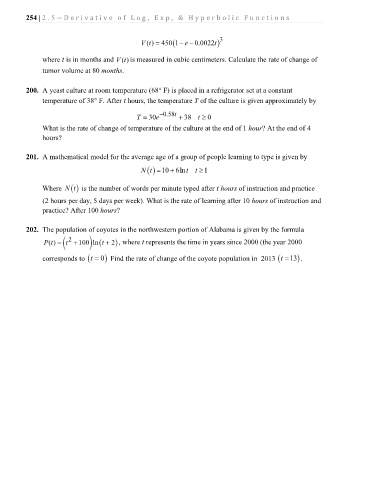 254 | 2.5 – Derivative of Log, Exp, & Hyperbolic Functions
V(t) = 450(1 – e – 0.0022t)³
where t is in months and V(t) is measured in cubic centimeters. Calculate the rate of change of
tumor volume at 80 months.
200. A yeast culture at room temperature (68° F) is placed in a refrigerator set at a constant
temperature of 38° F. After t hours, the temperature T of the culture is given approximately by
T = 30e^–0.58t + 38 t ≥ 0
What is the rate of change of temperature of the culture at the end of 1 hour? At the end of 4
hours?
201. A mathematical model for the average age of a group of people learning to type is given by
N(t) = 10 + 6 ln t t ≥ 1
Where N(t) is the number of words per minute typed after t hours of instruction and practice
(2 hours per day, 5 days per week). What is the rate of learning after 10 hours of instruction and
practice? After 100 hours?
202. The population of coyotes in the northwestern portion of Alabama is given by the formula
P(t) = (t² + 100) ln(t + 2), where t represents the time in years since 2000 (the year 2000
corresponds to (t = 0) Find the rate of change of the coyote population in 2013 (t = 13).